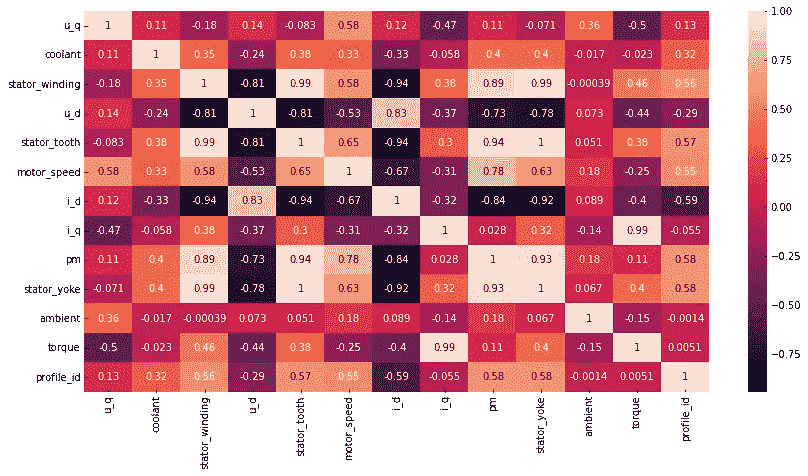 u_q 1 0.11 -0.18 0.14 -0.083 0.58 0.12 -0.47 0.11 -0.071 0.36 -0.5 0.13
coolant 0.11 1 0.35 -0.24 0.38 0.33 -0.33 -0.058 0.4 0.4 -0.017 -0.023 0.32
stator_winding -0.18 0.35 1 -0.81 0.99 0.58 -0.94 0.38 0.89 0.99 -0.00039 0.46 0.56
u_d 0.14 -0.24 -0.81 1 -0.81 -0.53 0.83 -0.37 -0.73 -0.78 0.073 -0.44 -0.29
stator_tooth -0.083 0.38 0.99 -0.81 1 0.65 -0.94 0.3 0.94 1 0.051 0.38 0.57
motor_speed 0.58 0.33 0.58 -0.53 0.65 1 -0.67 -0.31 0.78 0.63 0.18 -0.25 0.55
i_d 0.12 -0.33 -0.94 0.83 -0.94 -0.67 1 -0.32 -0.84 -0.92 0.089 -0.4 -0.59
i_q -0.47 -0.058 0.38 -0.37 0.3 -0.31 -0.32 1 0.028 0.32 -0.14 0.99 -0.055
pm 0.11 0.4 0.89 -0.73 0.94 0.78 -0.84 0.028 1 0.93 0.18 0.11 0.58
stator_yoke -0.071 0.4 0.99 -0.78 1 0.63 -0.92 0.32 0.93 1 0.067 0.4 0.58
ambient 0.36 -0.017 -0.00039 0.073 0.051 0.18 0.089 -0.14 0.18 0.067 1 -0.15 -0.0014
torque -0.5 -0.023 0.46 -0.44 0.38 -0.25 -0.4 0.99 0.11 0.4 -0.15 1 0.0051
profile_id 0.13 0.32 0.56 -0.29 0.57 0.55 -0.59 -0.055 0.58 0.58 -0.0014 0.0051 1
u_q coolant stator_winding u_d stator_tooth motor_speed i_d i_q pm stator_yoke ambient torque profile_id
1.00
0.75
0.50
0.25
0.00
−0.25
−0.50
−0.75